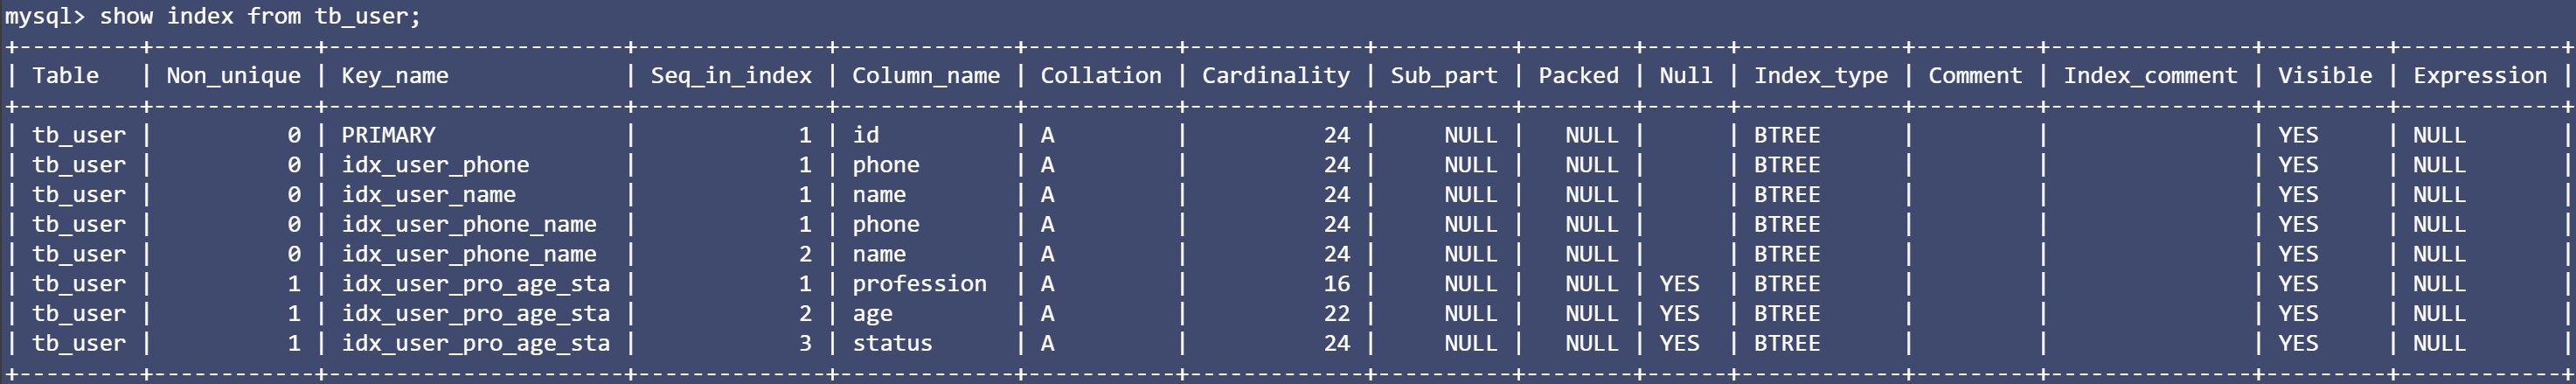 mysql> show index from tb_user;
+---------+------------+----------------------+--------------+-------------+-----------+-------------+----------+--------+------+------------+---------+---------------+---------+------------+
| Table   | Non_unique | Key_name             | Seq_in_index | Column_name | Collation | Cardinality | Sub_part | Packed | Null | Index_type | Comment | Index_comment | Visible | Expression |
+---------+------------+----------------------+--------------+-------------+-----------+-------------+----------+--------+------+------------+---------+---------------+---------+------------+
| tb_user |          0 | PRIMARY              |            1 | id          | A         |          24 |     NULL |   NULL |      | BTREE      |         |               | YES     | NULL       |
| tb_user |          0 | idx_user_phone       |            1 | phone       | A         |          24 |     NULL |   NULL |      | BTREE      |         |               | YES     | NULL       |
| tb_user |          0 | idx_user_name        |            1 | name        | A         |          24 |     NULL |   NULL |      | BTREE      |         |               | YES     | NULL       |
| tb_user |          0 | idx_user_phone_name  |            1 | phone       | A         |          24 |     NULL |   NULL |      | BTREE      |         |               | YES     | NULL       |
| tb_user |          0 | idx_user_phone_name  |            2 | name        | A         |          24 |     NULL |   NULL |      | BTREE      |         |               | YES     | NULL       |
| tb_user |          1 | idx_user_pro_age_sta |            1 | profession  | A         |          16 |     NULL |   NULL | YES  | BTREE      |         |               | YES     | NULL       |
| tb_user |          1 | idx_user_pro_age_sta |            2 | age         | A         |          22 |     NULL |   NULL | YES  | BTREE      |         |               | YES     | NULL       |
| tb_user |          1 | idx_user_pro_age_sta |            3 | status      | A         |          24 |     NULL |   NULL | YES  | BTREE      |         |               | YES     | NULL       |
+---------+------------+----------------------+--------------+-------------+-----------+-------------+----------+--------+------+------------+---------+---------------+---------+------------+